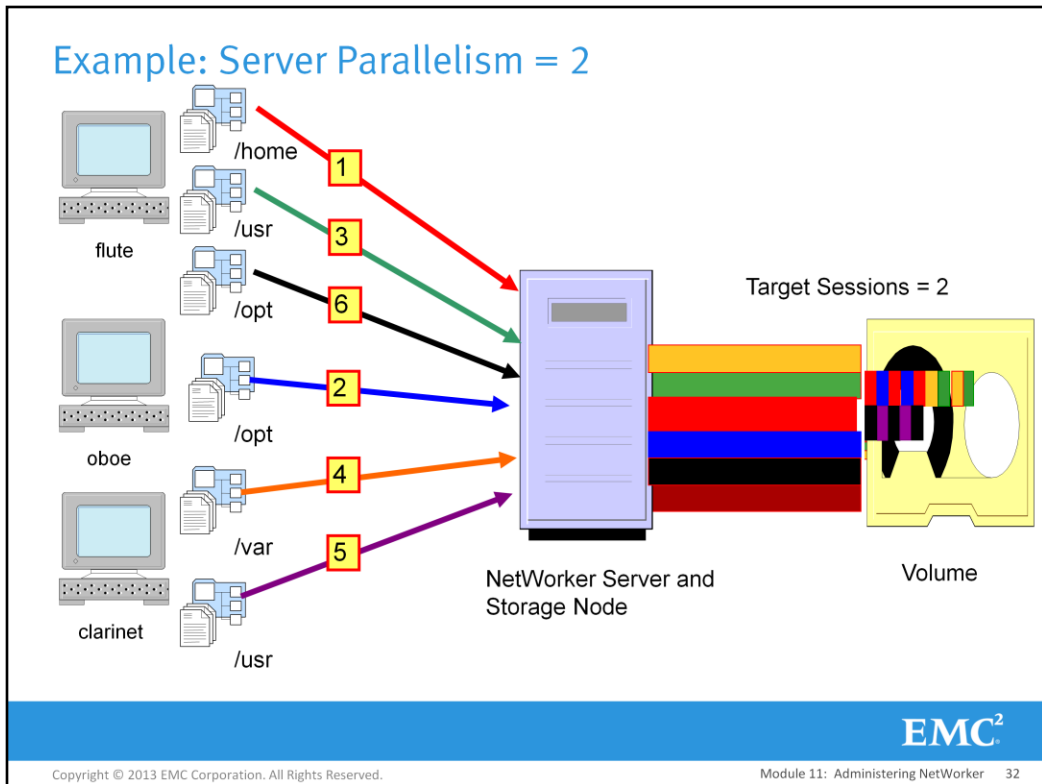 Example: Server Parallelism = 2
/home
1
/usr
3
flute
/opt
6
Target Sessions = 2
/opt
2
oboe
/var
4
5
clarinet
/usr
NetWorker Server and
Storage Node
Volume
EMC²
Copyright © 2013 EMC Corporation. All Rights Reserved.
Module 11: Administering NetWorker 32